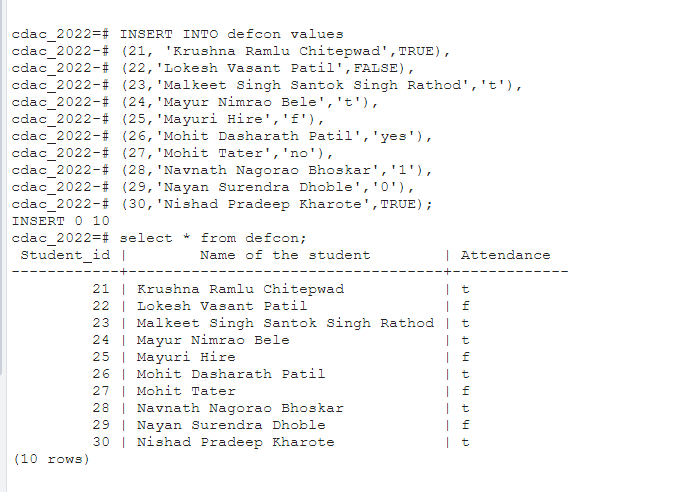 cdac_2022=# INSERT INTO defcon values
cdac_2022-# (21, 'Krushna Ramlu Chitepwad',TRUE),
cdac_2022-# (22,'Lokesh Vasant Patil',FALSE),
cdac_2022-# (23,'Malkeet Singh Santok Singh Rathod','t'),
cdac_2022-# (24,'Mayur Nimrao Bele','t'),
cdac_2022-# (25,'Mayuri Hire','f'),
cdac_2022-# (26,'Mohit Dasharath Patil','yes'),
cdac_2022-# (27,'Mohit Tater','no'),
cdac_2022-# (28,'Navnath Nagorao Bhoskar','1'),
cdac_2022-# (29,'Nayan Surendra Dhoble','0'),
cdac_2022-# (30,'Nishad Pradeep Kharote',TRUE);
INSERT 0 10
cdac_2022=# select * from defcon;
 Student_id |        Name of the student        | Attendance
------------+-----------------------------------+------------
         21 | Krushna Ramlu Chitepwad           | t
         22 | Lokesh Vasant Patil               | f
         23 | Malkeet Singh Santok Singh Rathod | t
         24 | Mayur Nimrao Bele                 | t
         25 | Mayuri Hire                       | f
         26 | Mohit Dasharath Patil             | t
         27 | Mohit Tater                       | f
         28 | Navnath Nagorao Bhoskar           | t
         29 | Nayan Surendra Dhoble             | f
         30 | Nishad Pradeep Kharote            | t
(10 rows)